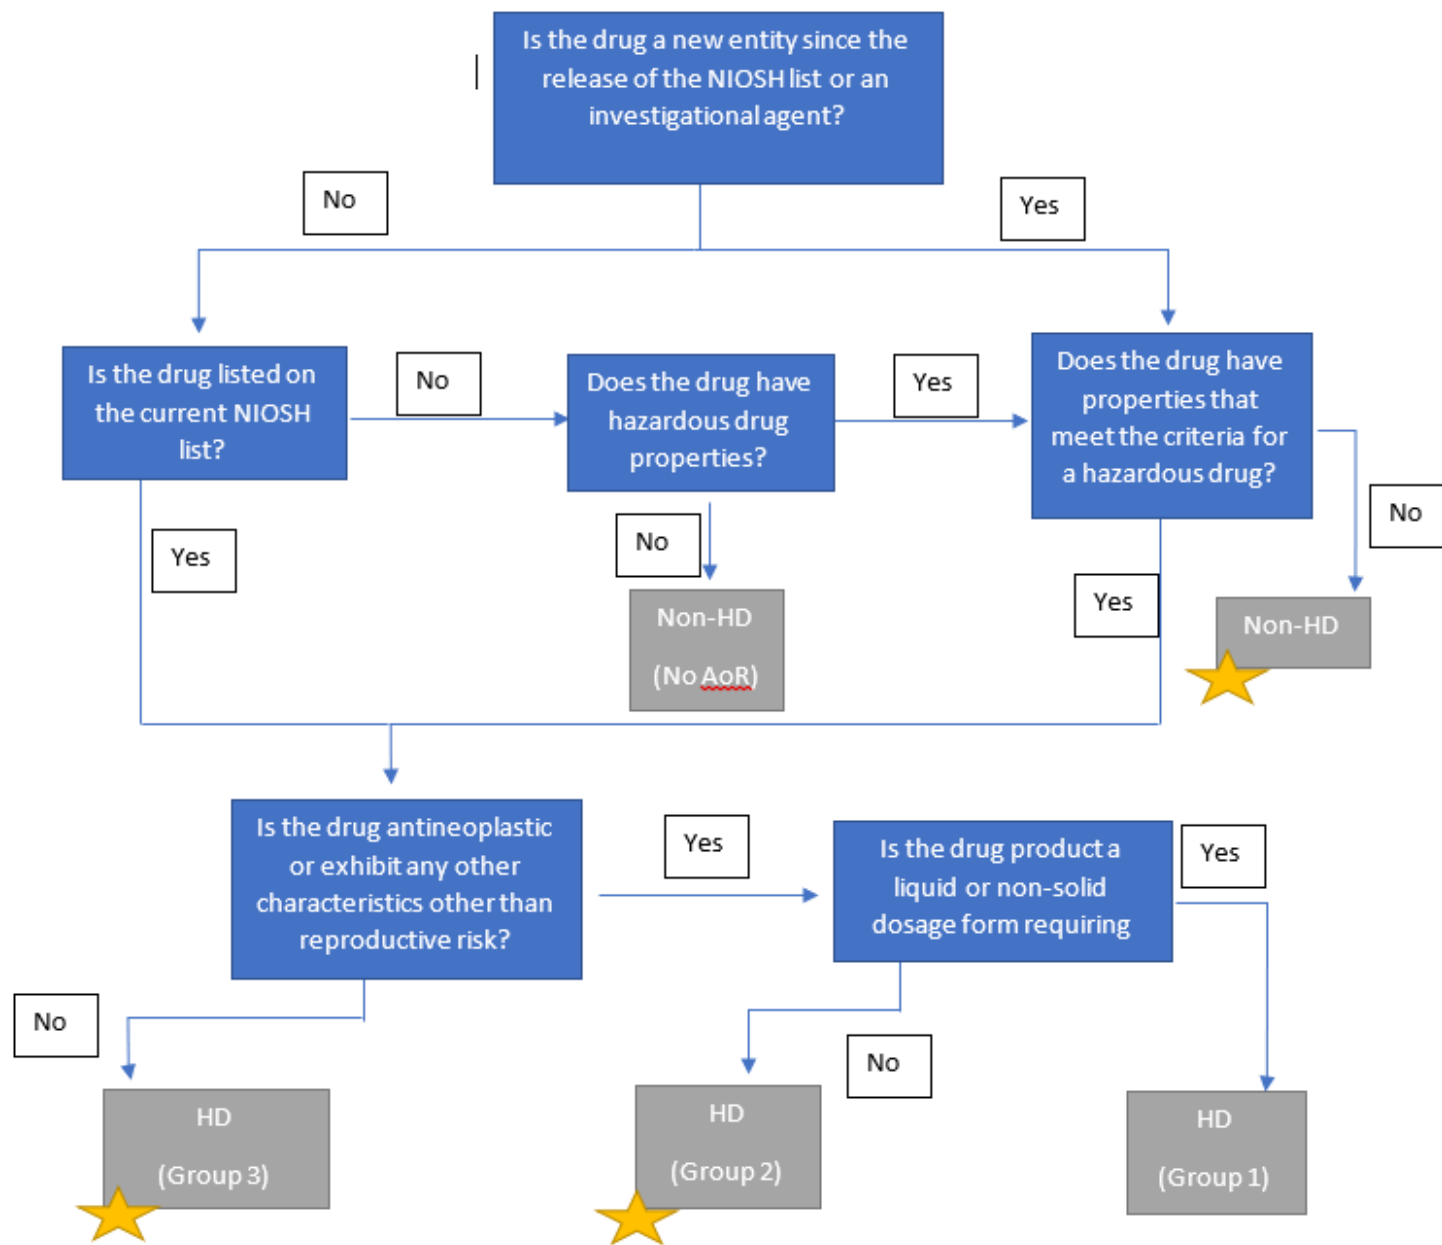 Is the drug a new entity since the
release of the NIOSH list or an
investigational agent?
No
Yes
Is the drug listed on
the current NIOSH
list?
No
Does the drug have
hazardous drug
properties?
Yes
Does the drug have
properties that
meet the criteria for
a hazardous drug?
Yes
No
Non-HD
(No AoR)
Yes
No
Non-HD
Is the drug antineoplastic
or exhibit any other
characteristics other than
reproductive risk?
Yes
Is the drug product a
liquid or non-solid
dosage form requiring
Yes
No
HD
(Group 3)
No
HD
(Group 2)
HD
(Group 1)